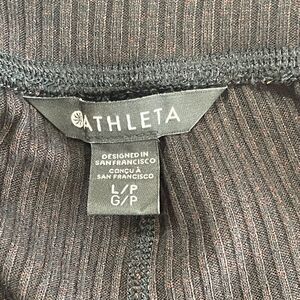 ATHLETA
DESIGNED IN
SAN FRANCISCO
CONÇU À
SAN FRANCISCO
L/P
G/P